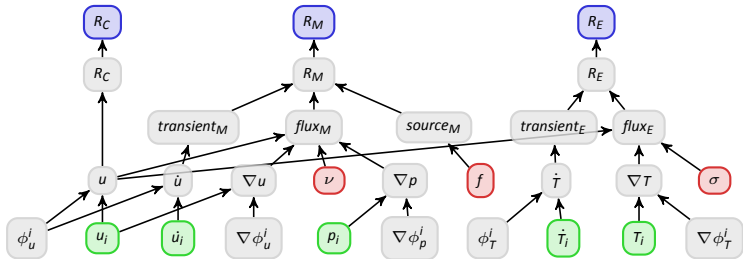 R_C R_M R_E
R_C R_M R_E
transient_M flux_M source_M transient_E flux_E
u u̇ ∇u ν ∇p f Ṫ ∇T σ
ϕ_u^i u_i u̇_i ∇ϕ_u^i p_i ∇ϕ_p^i ϕ_T^i Ṫ_i T_i ∇ϕ_T^i